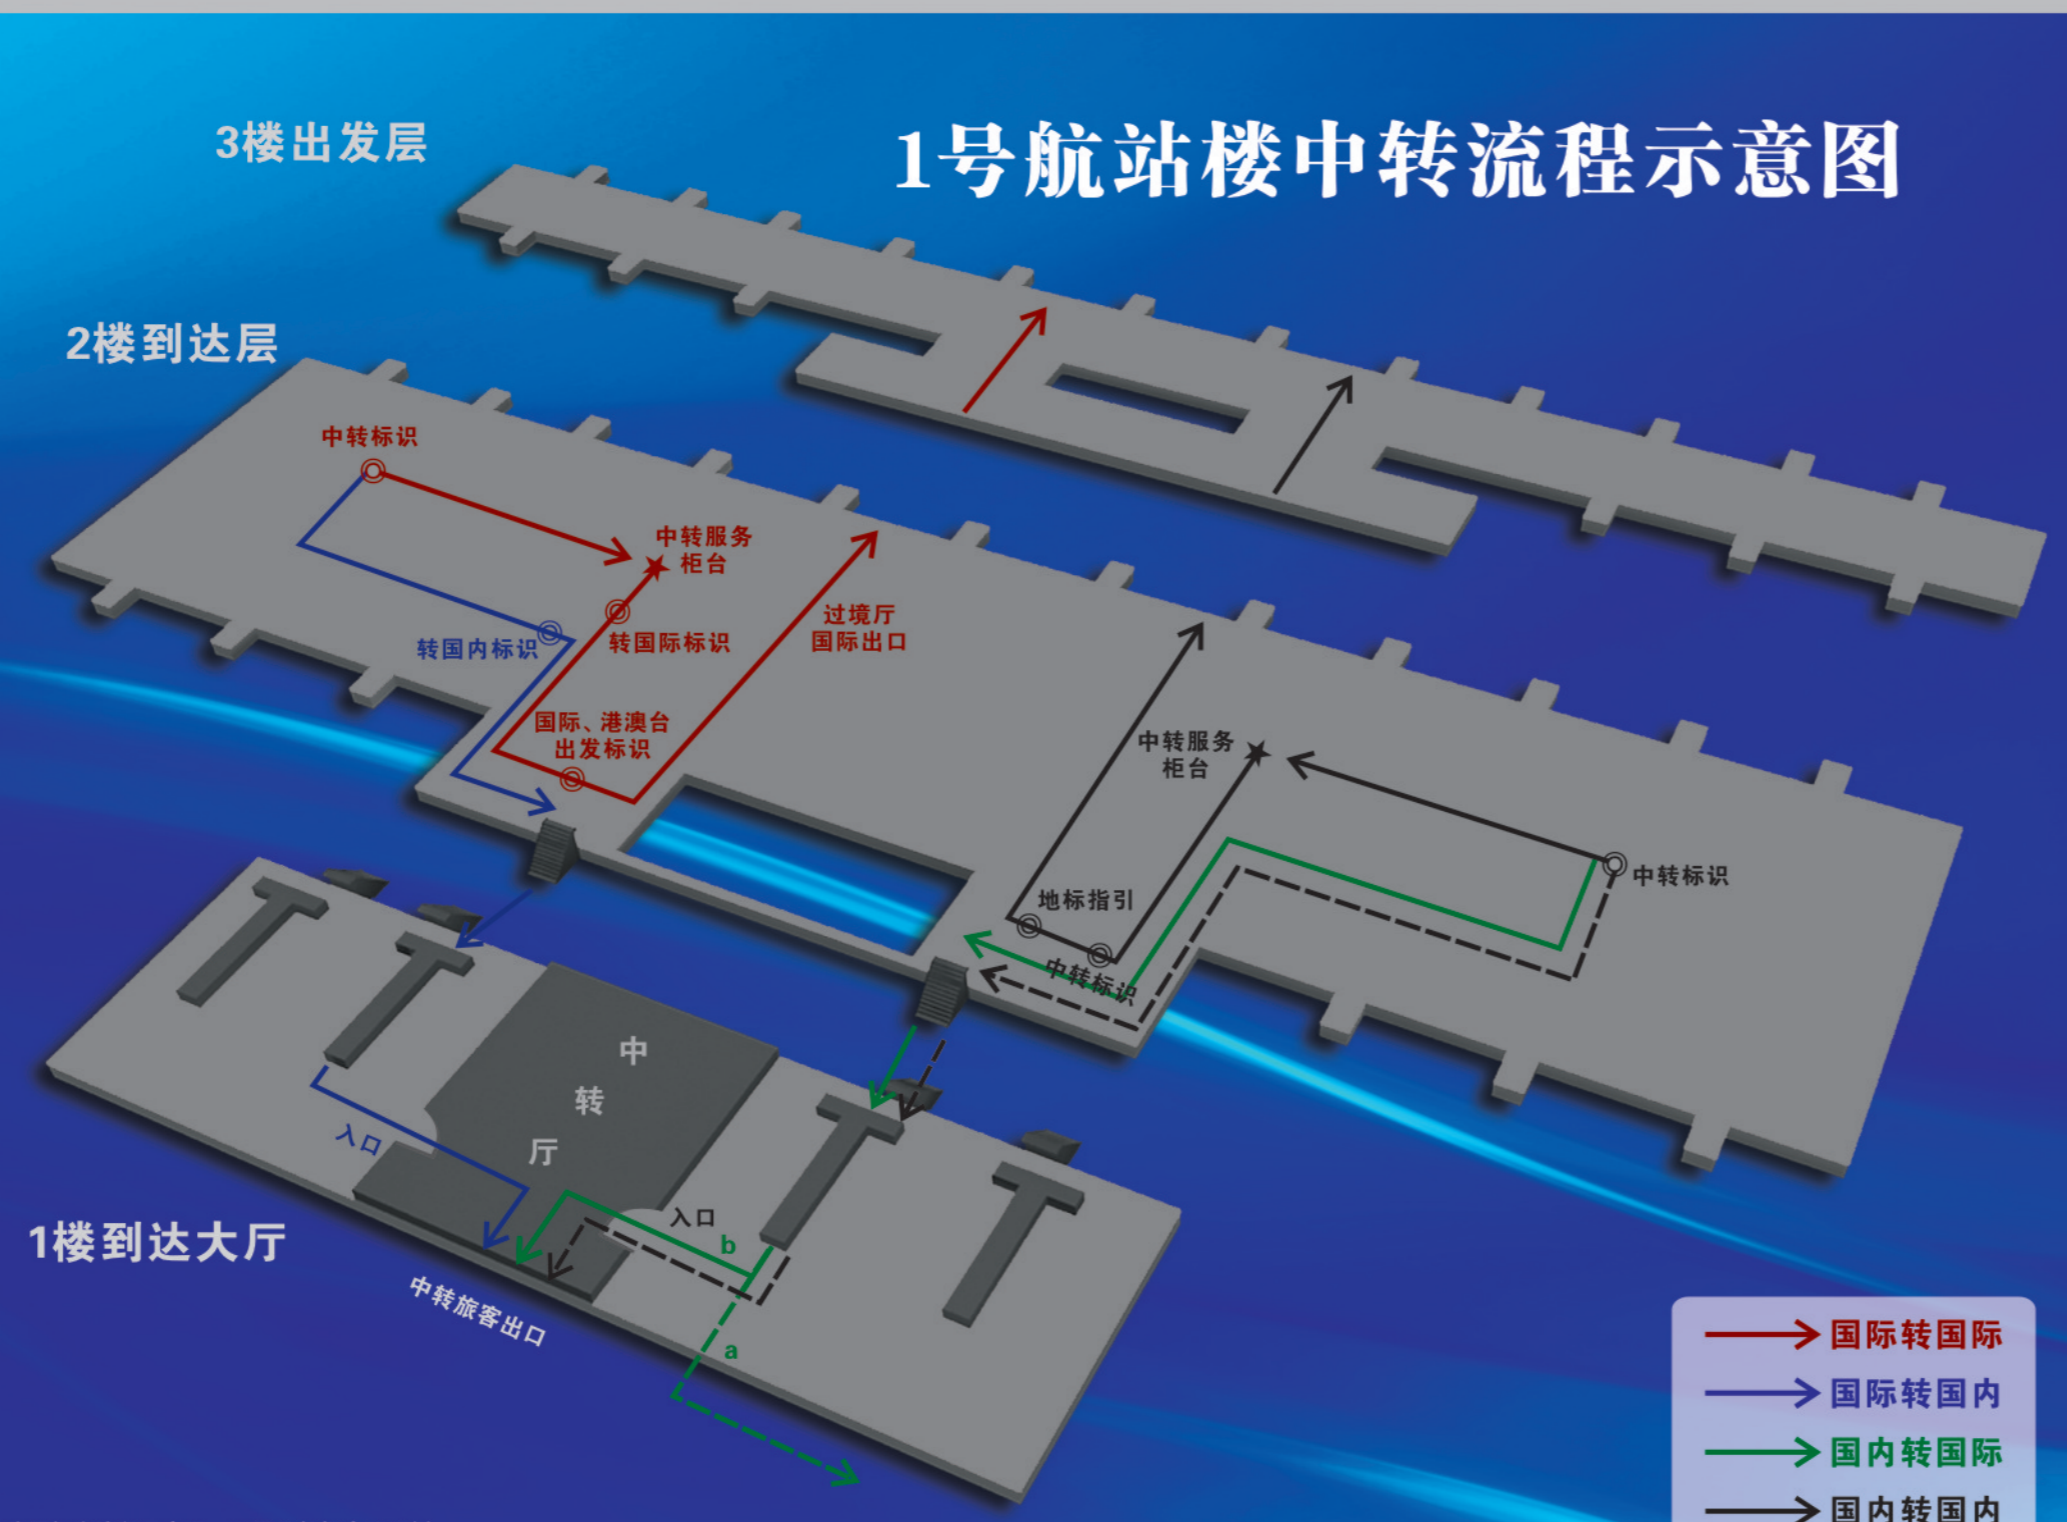 3楼出发层
1号航站楼中转流程示意图
2楼到达层
中转标识
中转服务
柜台
转国内标识
转国际标识
过境厅
国际出口
国际、港澳台
出发标识
中转服务
柜台
地标指引
中转标识
中转标识
中
转
厅
入口
入口
b
a
1楼到达大厅
中转旅客出口
国际转国际
国际转国内
国内转国际
国内转国内